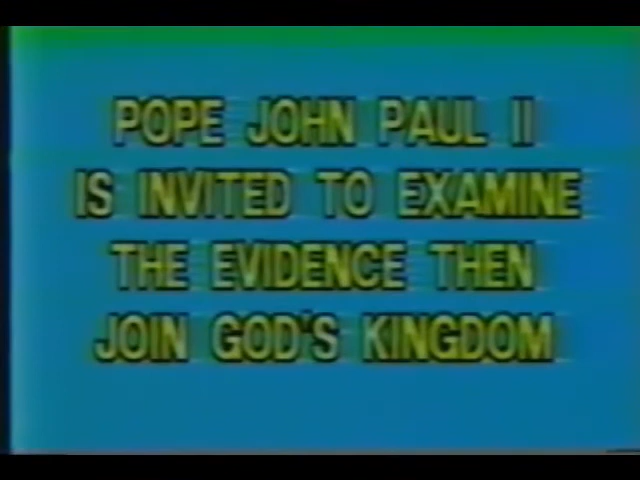 POPE JOHN PAUL II
IS INVITED TO EXAMINE
THE EVIDENCE THEN
JOIN GOD'S KINGDOM